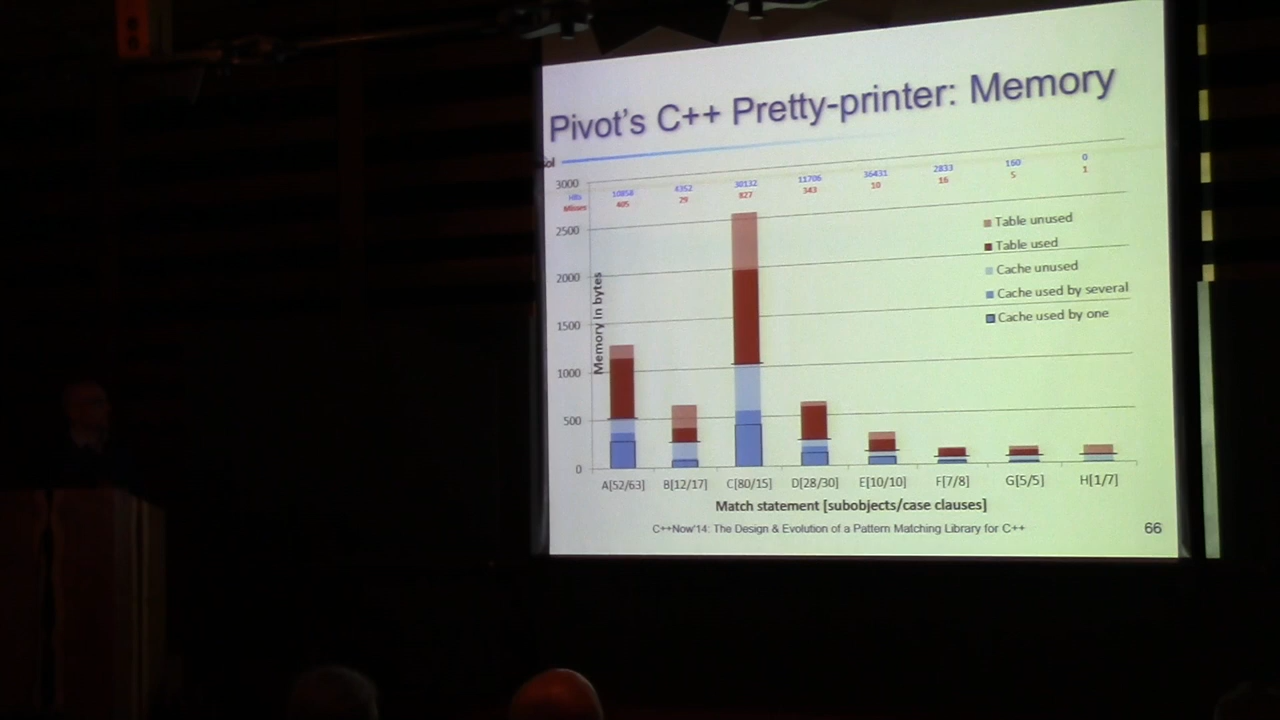 Pivot's C++ Pretty-printer: Memory
3000
Hits 10858 4352 30132 11706 36431 2833 160 0
Misses 405 29 827 343 10 16 5 1
Table unused
2500
Table used
2000
Cache unused
Cache used by several
1500
Cache used by one
Memory in bytes
1000
500
0
A[52/63] B[12/17] C[80/15] D[28/30] E[10/10] F[7/8] G[5/5] H[1/7]
Match statement [subobjects/case clauses]
C++Now'14: The Design & Evolution of a Pattern Matching Library for C++
66